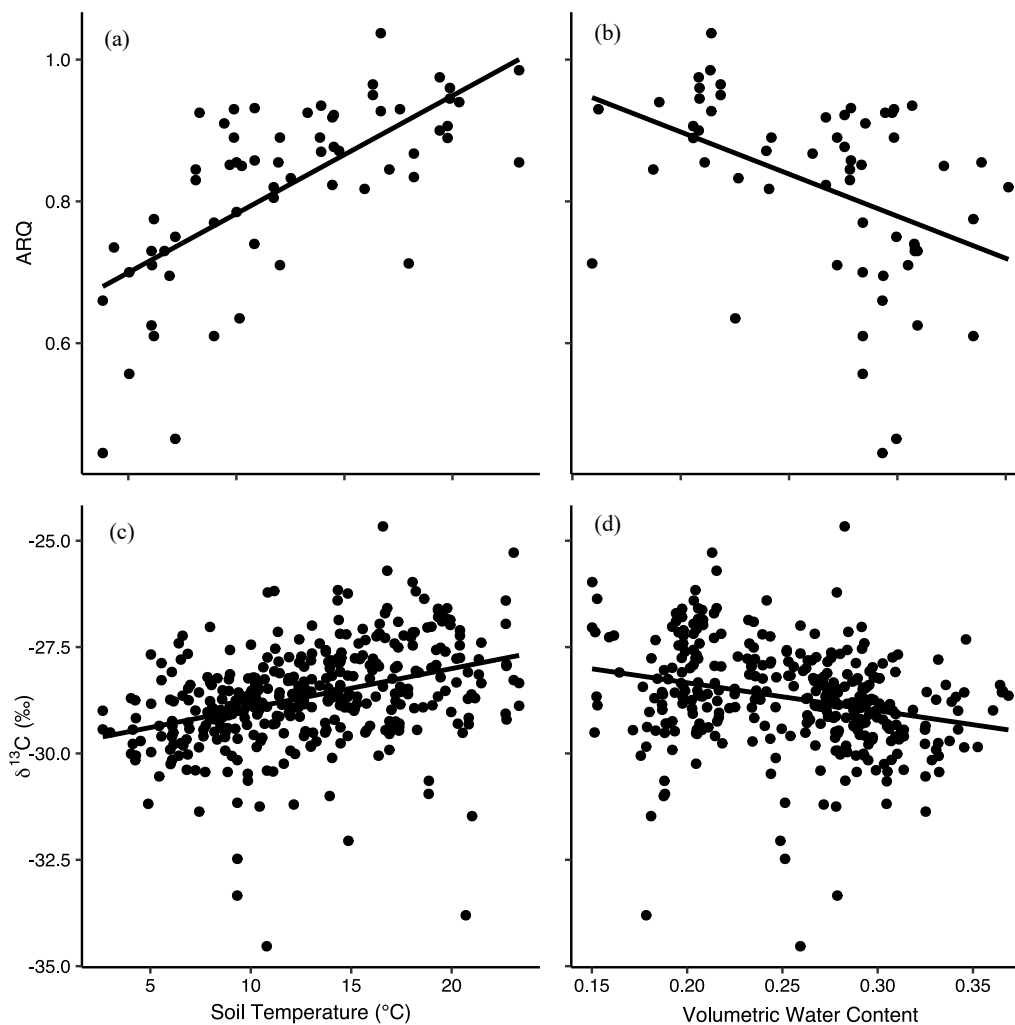 (a)
(b)
1.0
0.8
0.6
ARQ
(c)
(d)
-25.0
-27.5
-30.0
-32.5
-35.0
δ¹³C (‰)
5 10 15 20
0.15 0.20 0.25 0.30 0.35
Soil Temperature (°C)
Volumetric Water Content